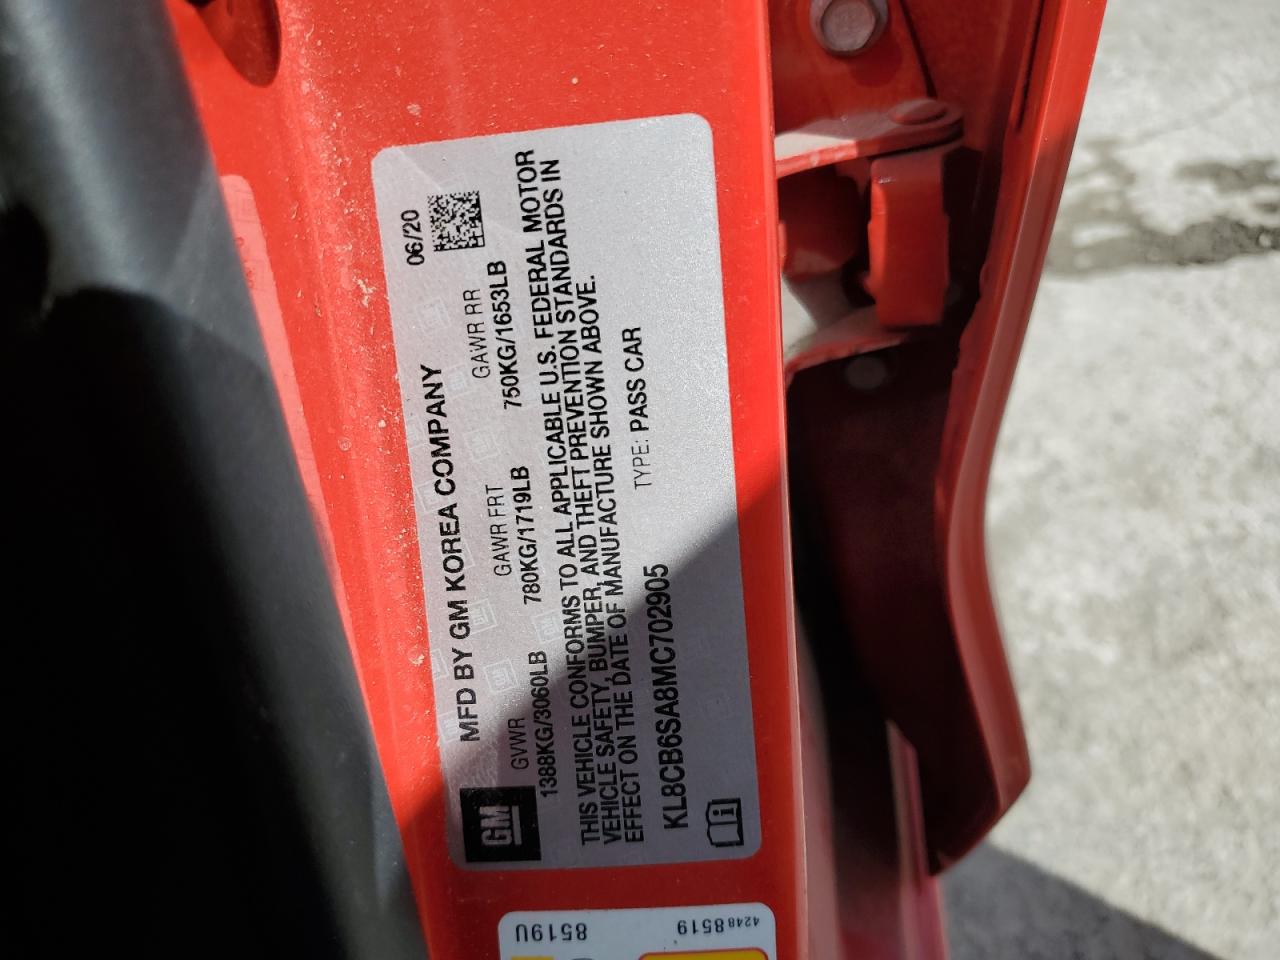 MFD BY GM KOREA COMPANY 06/20
GM
GVWR GAWR FRT GAWR RR
1388KG/3060LB 780KG/1719LB 750KG/1653LB
THIS VEHICLE CONFORMS TO ALL APPLICABLE U.S. FEDERAL MOTOR
VEHICLE SAFETY, BUMPER, AND THEFT PREVENTION STANDARDS IN
EFFECT ON THE DATE OF MANUFACTURE SHOWN ABOVE.
KL8CB6SA8MC702905 TYPE: PASS CAR
8519U
42488519